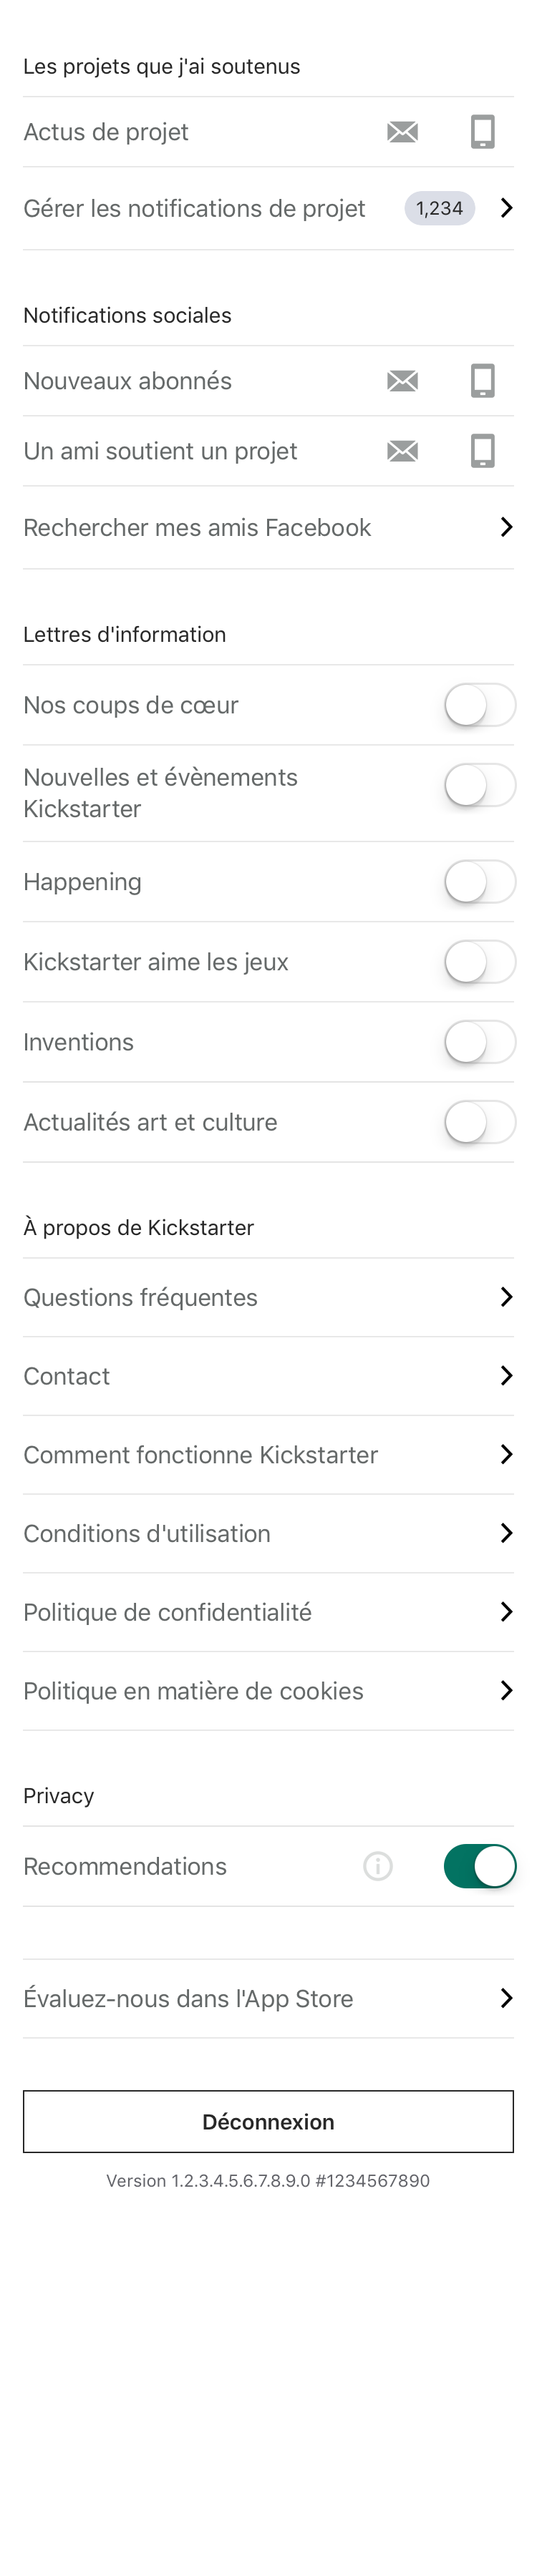 Les projets que j'ai soutenus
Actus de projet
Gérer les notifications de projet 1,234
Notifications sociales
Nouveaux abonnés
Un ami soutient un projet
Rechercher mes amis Facebook
Lettres d'information
Nos coups de cœur
Nouvelles et évènements
Kickstarter
Happening
Kickstarter aime les jeux
Inventions
Actualités art et culture
À propos de Kickstarter
Questions fréquentes
Contact
Comment fonctionne Kickstarter
Conditions d'utilisation
Politique de confidentialité
Politique en matière de cookies
Privacy
Recommendations
Évaluez-nous dans l'App Store
Déconnexion
Version 1.2.3.4.5.6.7.8.9.0 #1234567890